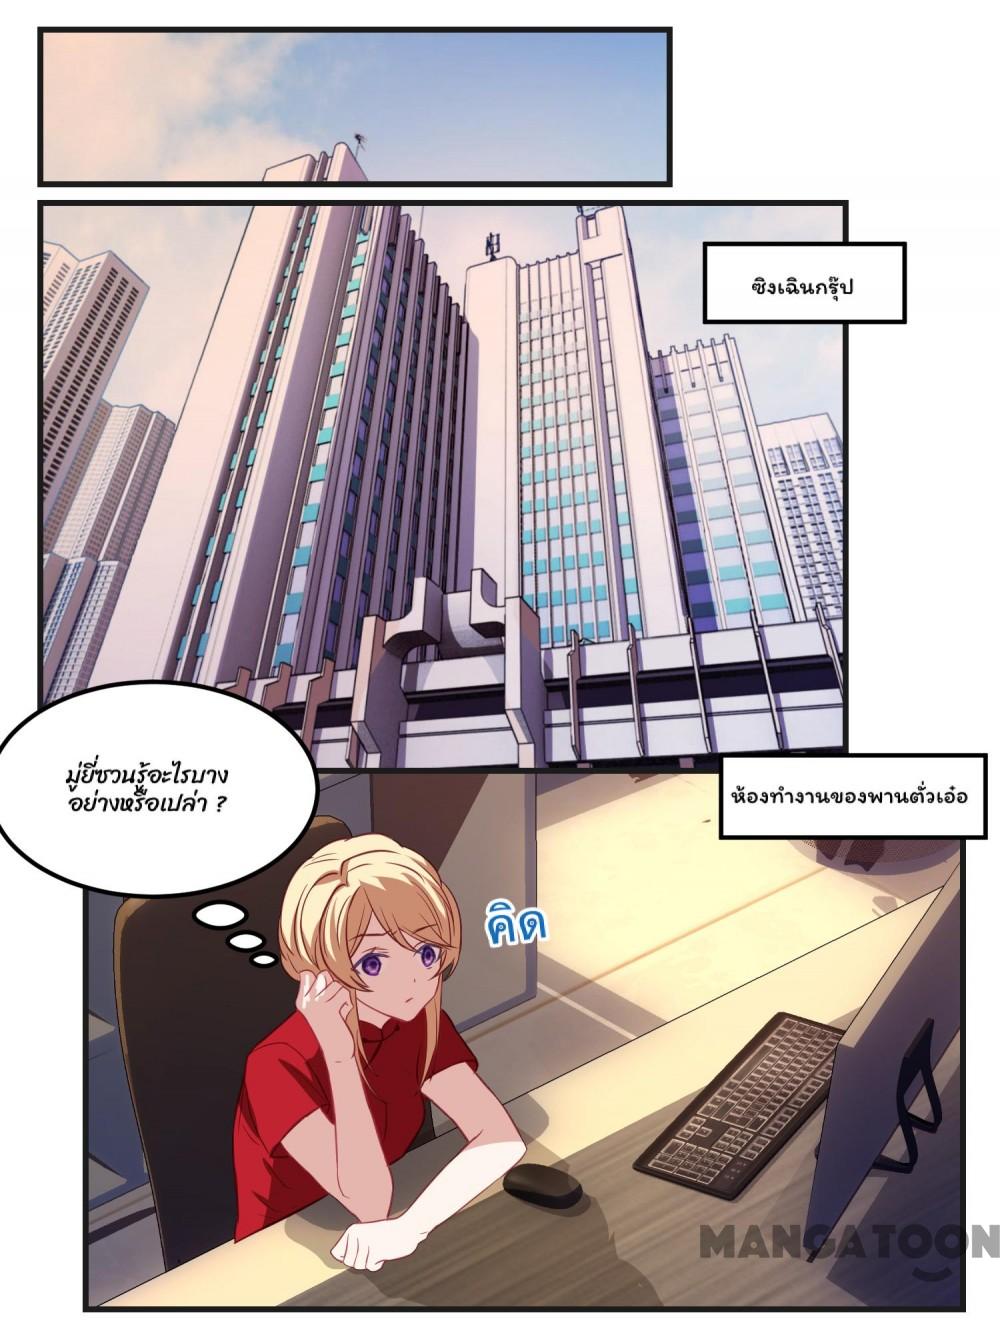 ซิงเฉินกรุ๊ป
มู่ยี่ซวนรู้อะไรบาง
อย่างหรือเปล่า ?
ห้องทำงานของพานตั่วเอ๋อ
คิด
MANGATOON